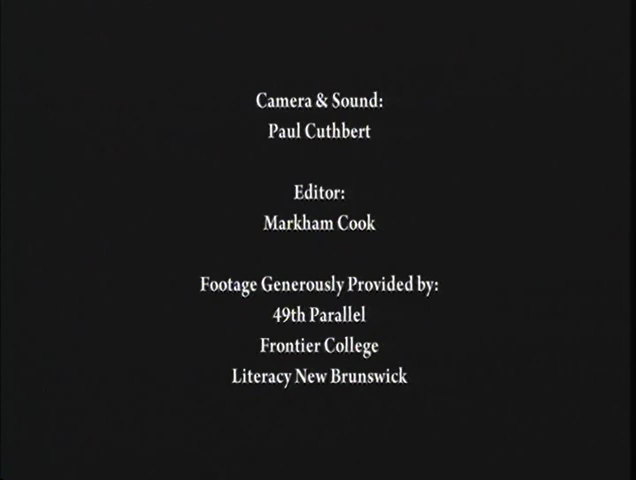 Camera & Sound:
Paul Cuthbert
Editor:
Markham Cook
Footage Generously Provided by:
49th Parallel
Frontier College
Literacy New Brunswick